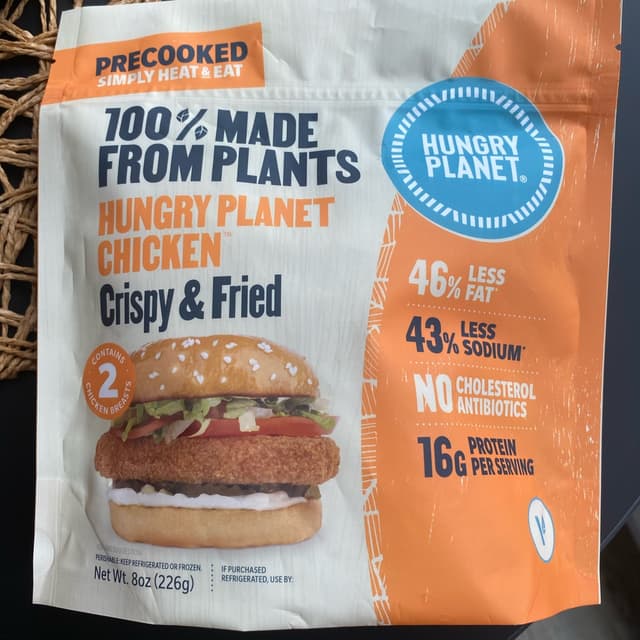 PRECOOKED
SIMPLY HEAT & EAT
100% MADE
FROM PLANTS
HUNGRY PLANET
CHICKEN™
Crispy & Fried
CONTAINS
2
CHICKEN BREASTS
HUNGRY
PLANET®
46% LESS
FAT*
43% LESS
SODIUM*
NO CHOLESTEROL
ANTIBIOTICS
16G PROTEIN
PER SERVING
PERISHABLE: KEEP REFRIGERATED OR FROZEN.
Net Wt. 8oz (226g)
IF PURCHASED
REFRIGERATED, USE BY: